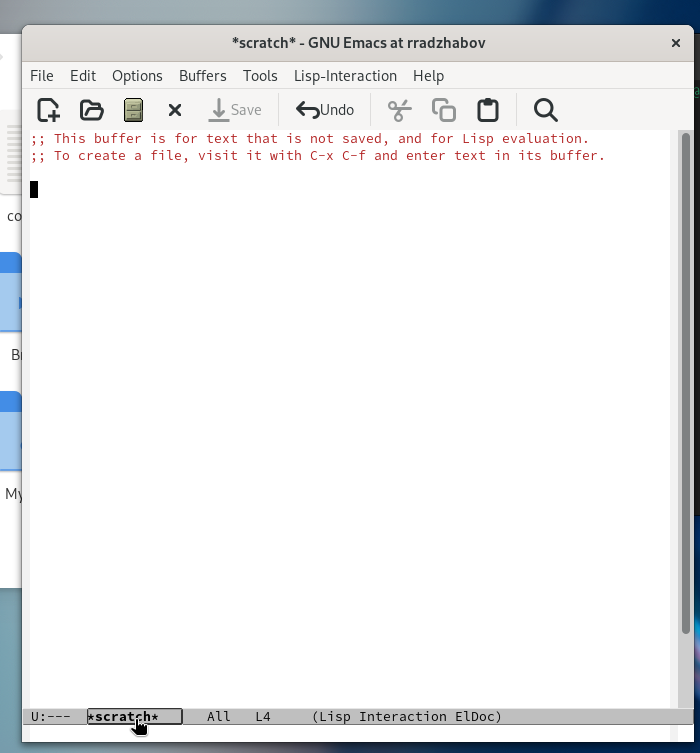 *scratch* - GNU Emacs at rradzhabov
File Edit Options Buffers Tools Lisp-Interaction Help
Save Undo
;; This buffer is for text that is not saved, and for Lisp evaluation.
;; To create a file, visit it with C-x C-f and enter text in its buffer.
co
My
U:--- *scratch* All L4 (Lisp Interaction ElDoc)